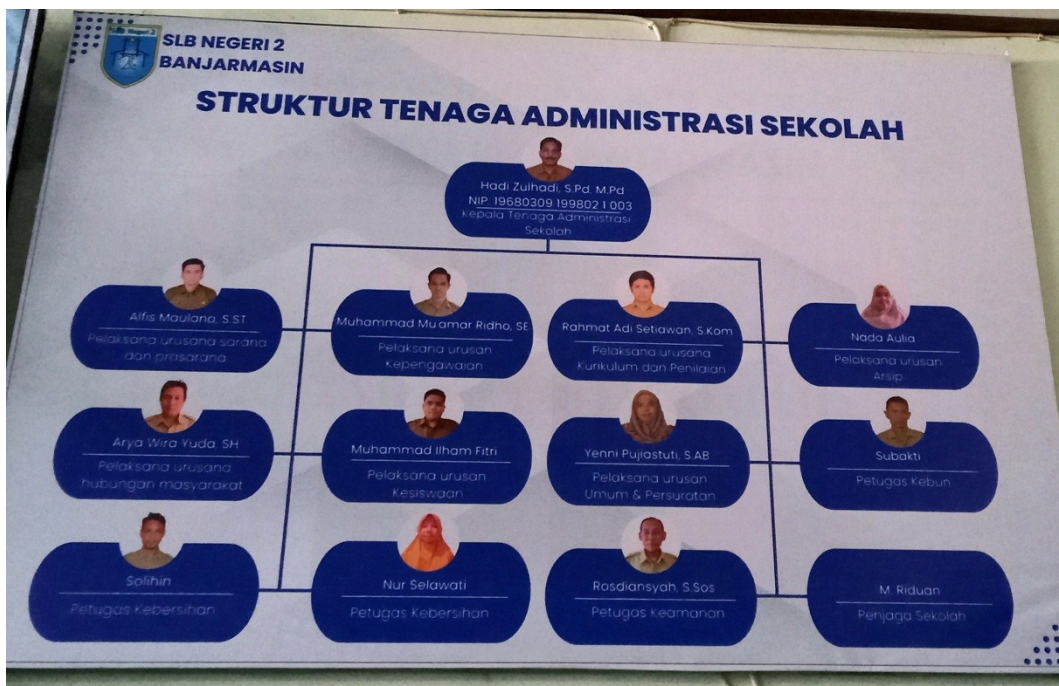 SLB Negeri 2
SLB NEGERI 2
BANJARMASIN
STRUKTUR TENAGA ADMINISTRASI SEKOLAH
Hadi Zulhadi, S.Pd, M.Pd
NIP. 19680309 199802 1 003
Kepala Tenaga Administrasi
Sekolah
Alfis Maulana, S.ST
Pelaksana urusana sarana
dan prasarana
Muhammad Mu'amar Ridho, SE
Pelaksana urusan
Kepengawaian
Rahmat Adi Setiawan, S.Kom
Pelaksana urusana
Kurikulum dan Penilaian
Nada Aulia
Pelaksana urusan
Arsip
Arya Wira Yuda, SH
Pelaksana urusana
hubungan masyarakat
Muhammad Ilham Fitri
Pelaksana urusan
Kesiswaan
Yenni Pujiastuti, S.AB
Pelaksana urusan
Umum & Persuratan
Subakti
Petugas Kebun
Solihin
Petugas Kebersihan
Nur Selawati
Petugas Kebersihan
Rosdiansyah, S.Sos
Petugas Keamanan
M. Riduan
Penjaga Sekolah